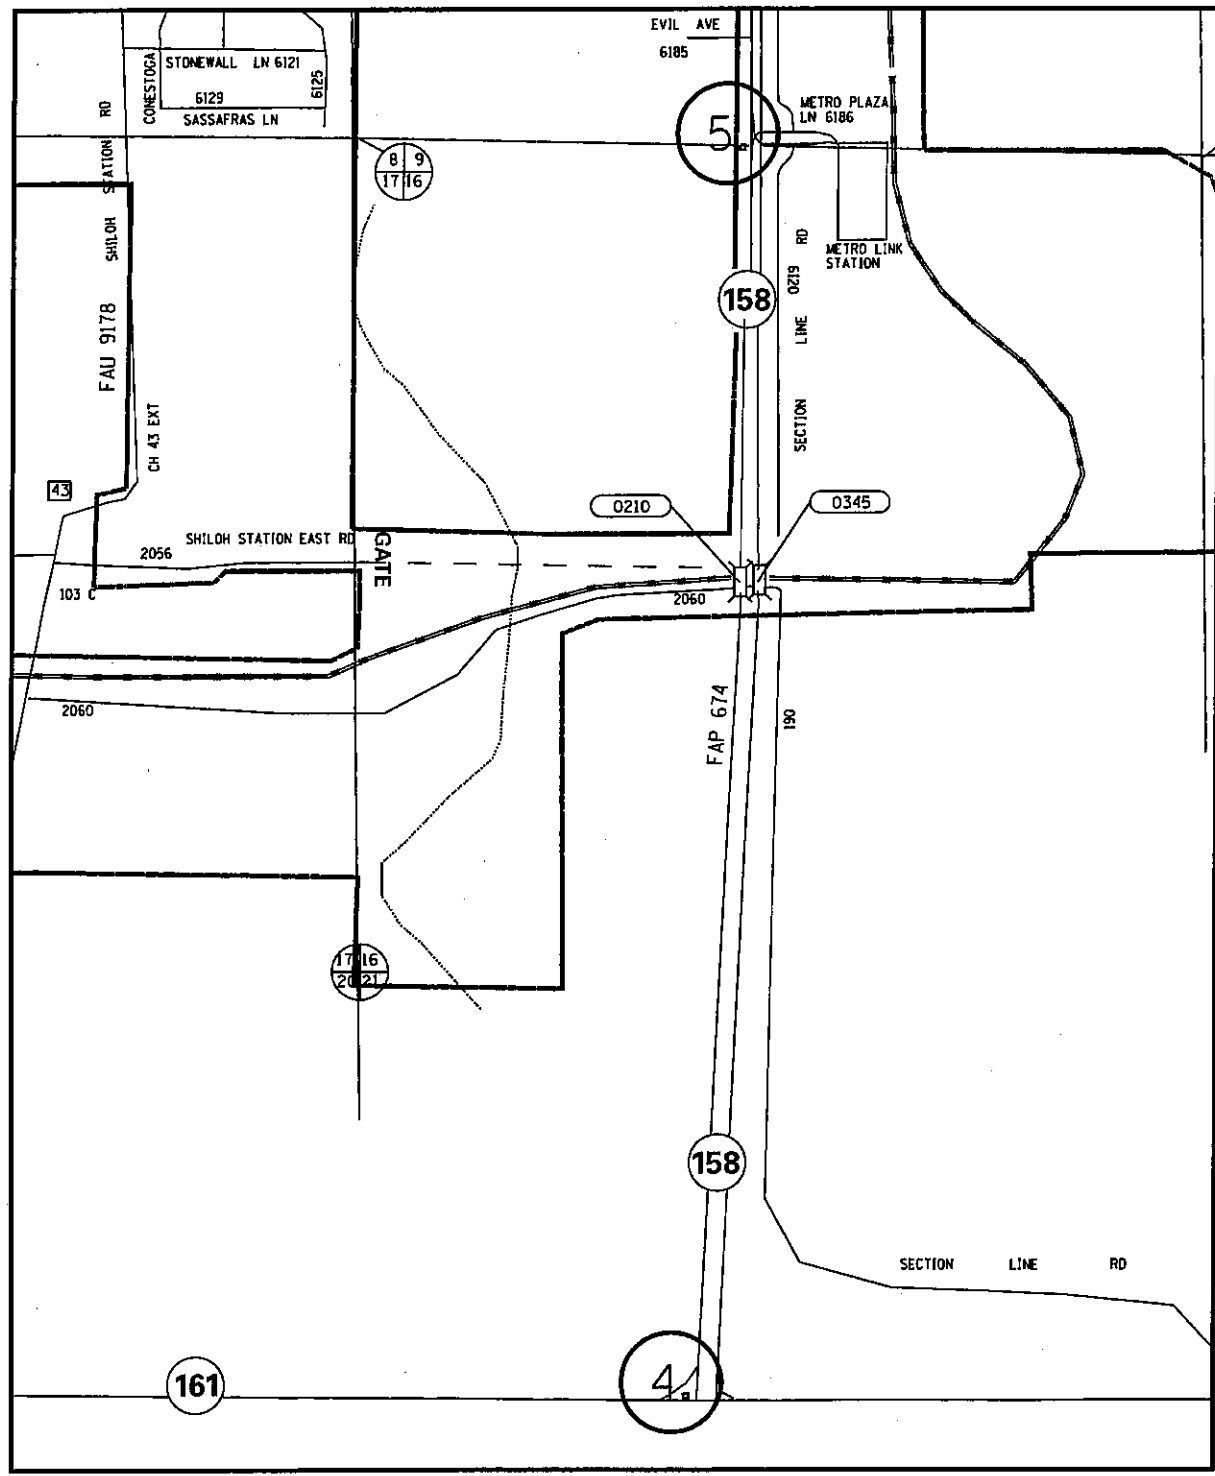 EVIL AVE
6185
STONEWALL LN 6121
CONESTOGA
6125
6129
SASSAFRAS LN
METRO PLAZA
LN 6186
5
8 9
17 16
SHILOH STATION RD
METRO LINK
STATION
158
SECTION LINE RD 6120
FAU 9178
CH 43 EXT
43
0210
0345
SHILOH STATION EAST RD
2056
GATE
103 C
2060
2060
FAP 674
190
17 16
20 21
158
SECTION LINE RD
161
4